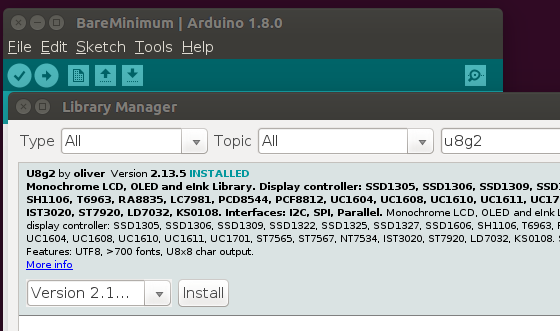 BareMinimum | Arduino 1.8.0
File Edit Sketch Tools Help
Library Manager
Type All Topic All u8g2
U8g2 by oliver Version 2.13.5 INSTALLED
Monochrome LCD, OLED and eInk Library. Display controller: SSD1305, SSD1306, SSD1309, SSD
SH1106, T6963, RA8835, LC7981, PCD8544, PCF8812, UC1604, UC1608, UC1610, UC1611, UC17
IST3020, ST7920, LD7032, KS0108. Interfaces: I2C, SPI, Parallel. Monochrome LCD, OLED and eInk L
display controller: SSD1305, SSD1306, SSD1309, SSD1322, SSD1325, SSD1327, SSD1606, SH1106, T6963, R
UC1604, UC1608, UC1610, UC1611, UC1701, ST7565, ST7567, NT7534, IST3020, ST7920, LD7032, KS0108. S
Features: UTF8, >700 fonts, U8x8 char output.
More info
Version 2.1... Install